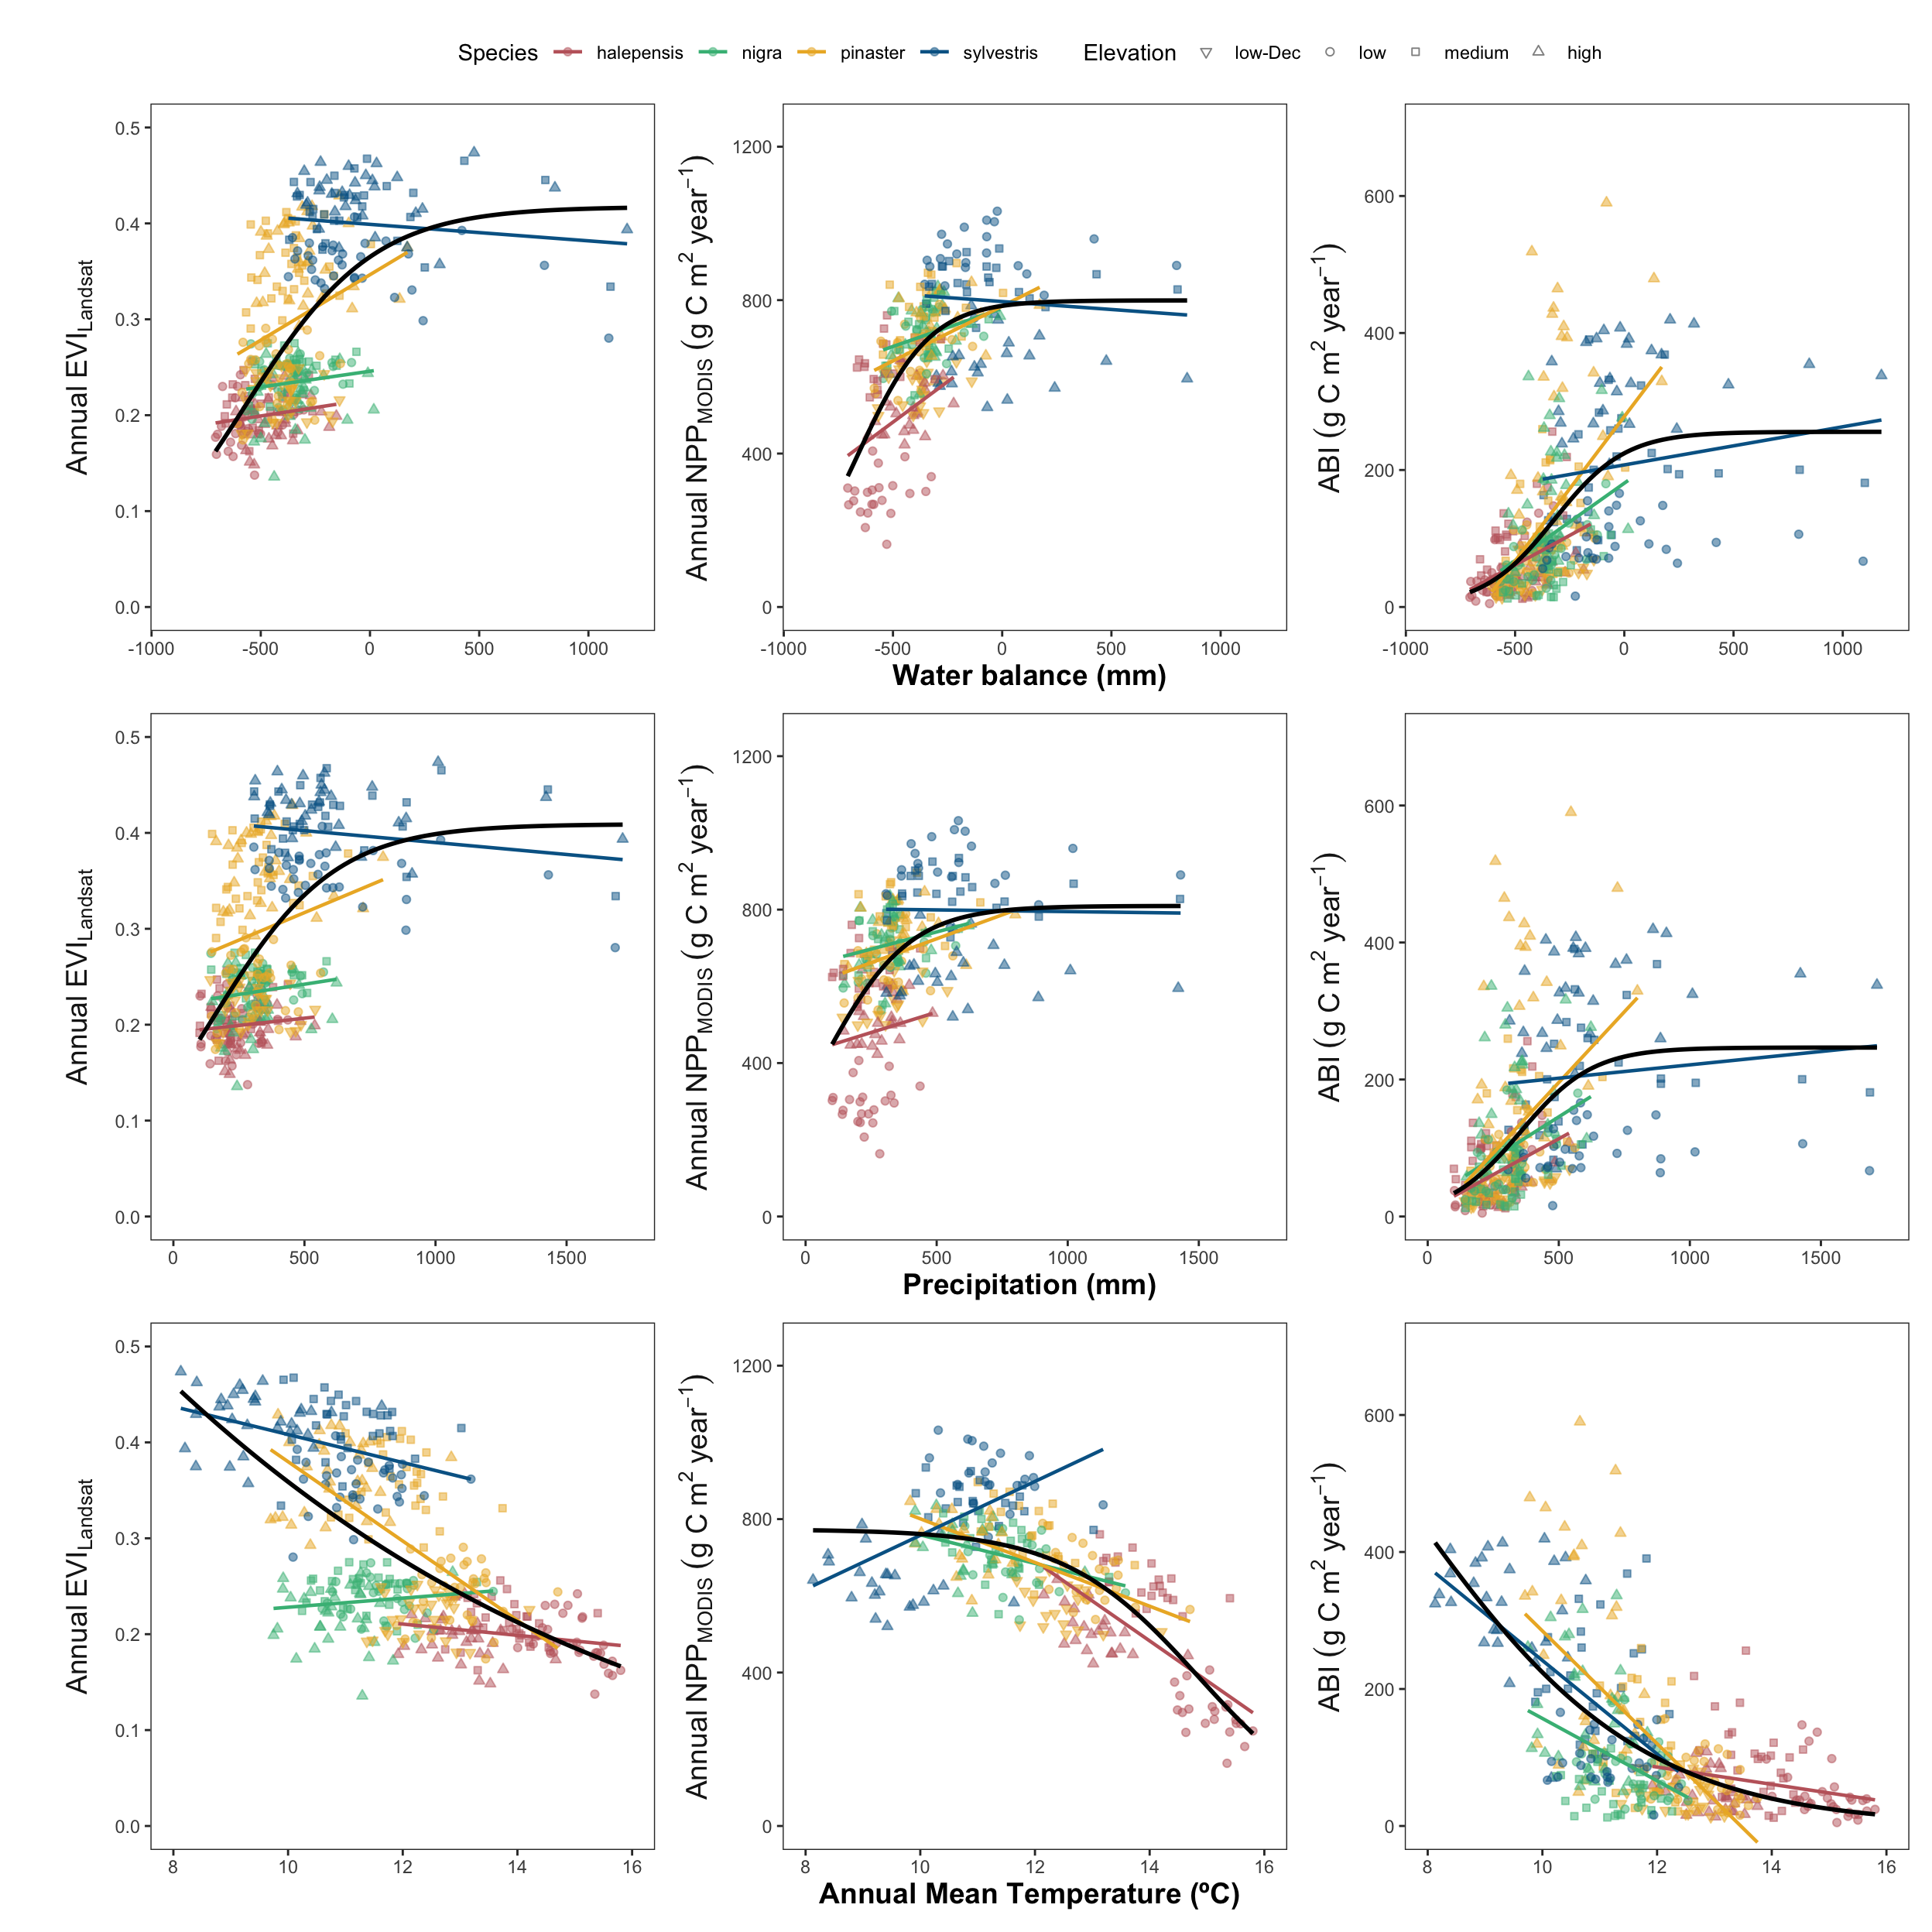 Species halepensis nigra pinaster sylvestris Elevation low-Dec low medium high
Annual EVI_Landsat
0.5
0.4
0.3
0.2
0.1
0.0
-1000 -500 0 500 1000
Annual NPP_MODIS (g C m² year⁻¹)
1200
800
400
0
-1000 -500 0 500 1000
ABI (g C m² year⁻¹)
600
400
200
0
-1000 -500 0 500 1000
Water balance (mm)
Annual EVI_Landsat
0.5
0.4
0.3
0.2
0.1
0.0
0 500 1000 1500
Annual NPP_MODIS (g C m² year⁻¹)
1200
800
400
0
0 500 1000 1500
ABI (g C m² year⁻¹)
600
400
200
0
0 500 1000 1500
Precipitation (mm)
Annual EVI_Landsat
0.5
0.4
0.3
0.2
0.1
0.0
8 10 12 14 16
Annual NPP_MODIS (g C m² year⁻¹)
1200
800
400
0
8 10 12 14 16
ABI (g C m² year⁻¹)
600
400
200
0
8 10 12 14 16
Annual Mean Temperature (ºC)